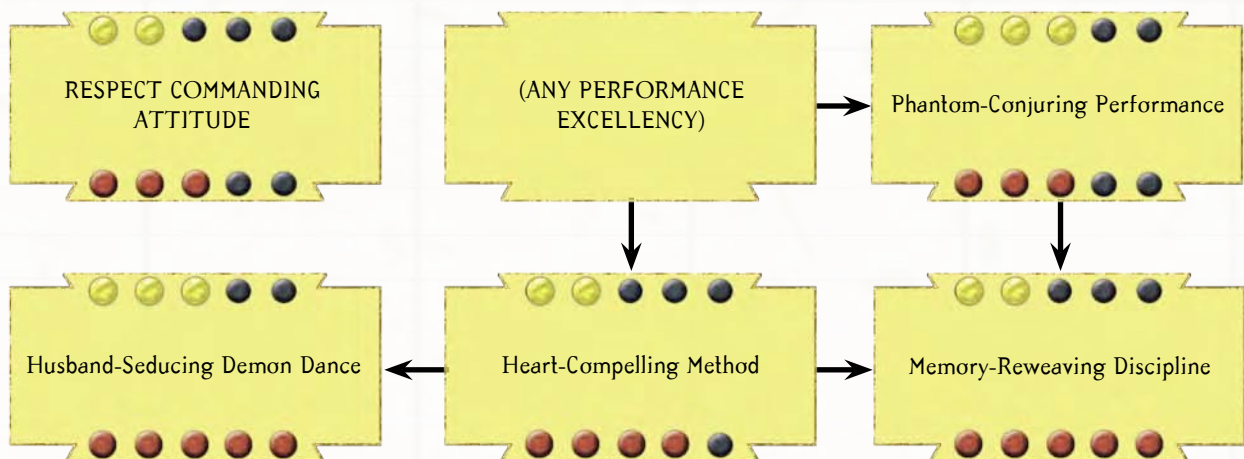 RESPECT COMMANDING
ATTITUDE
(ANY PERFORMANCE
EXCELLENCY)
Phantom-Conjuring Performance
Husband-Seducing Demon Dance
Heart-Compelling Method
Memory-Reweaving Discipline